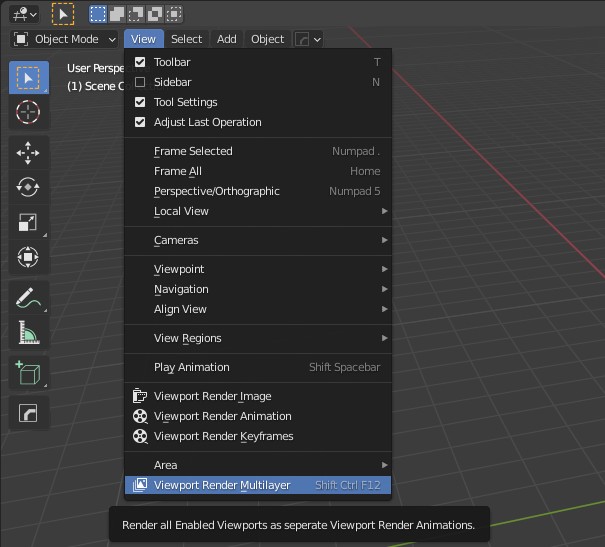 Object Mode View Select Add Object
User Perspe
(1) Scene C
Toolbar T
Sidebar N
Tool Settings
Adjust Last Operation
Frame Selected Numpad .
Frame All Home
Perspective/Orthographic Numpad 5
Local View
Cameras
Viewpoint
Navigation
Align View
View Regions
Play Animation Shift Spacebar
Viewport Render Image
Viewport Render Animation
Viewport Render Keyframes
Area
Viewport Render Multilayer Shift Ctrl F12
Render all Enabled Viewports as seperate Viewport Render Animations.